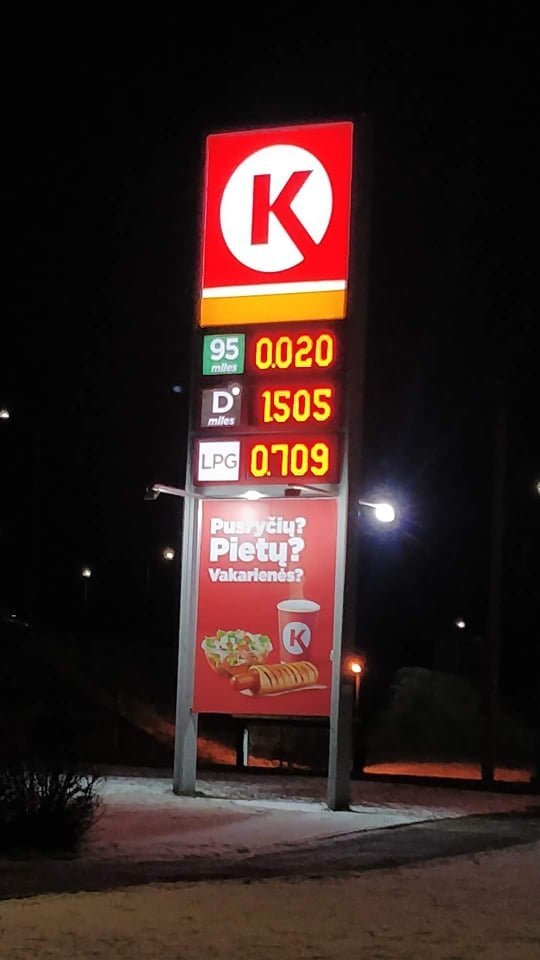 K
95 0.020
miles
D 1.505
miles
LPG 0.709
Pusryčių?
Pietų?
Vakarienės?
K